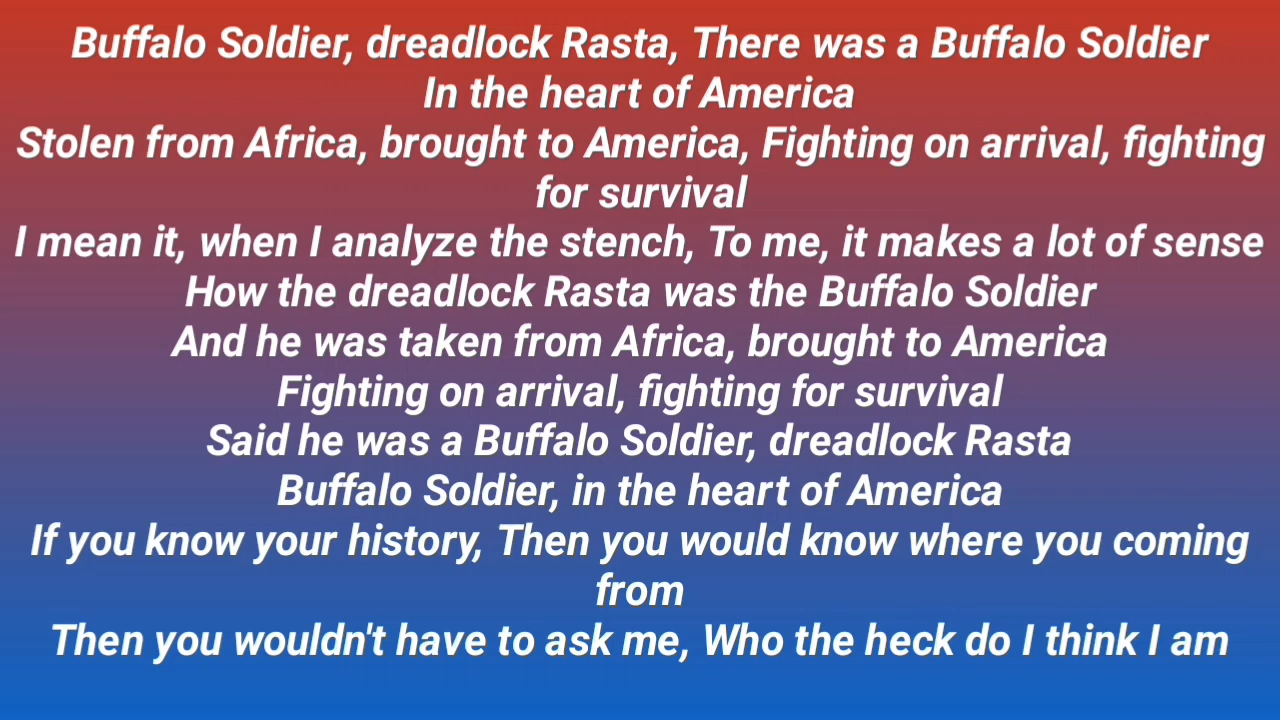 Buffalo Soldier, dreadlock Rasta, There was a Buffalo Soldier
In the heart of America
Stolen from Africa, brought to America, Fighting on arrival, fighting
for survival
I mean it, when I analyze the stench, To me, it makes a lot of sense
How the dreadlock Rasta was the Buffalo Soldier
And he was taken from Africa, brought to America
Fighting on arrival, fighting for survival
Said he was a Buffalo Soldier, dreadlock Rasta
Buffalo Soldier, in the heart of America
If you know your history, Then you would know where you coming
from
Then you wouldn't have to ask me, Who the heck do I think I am